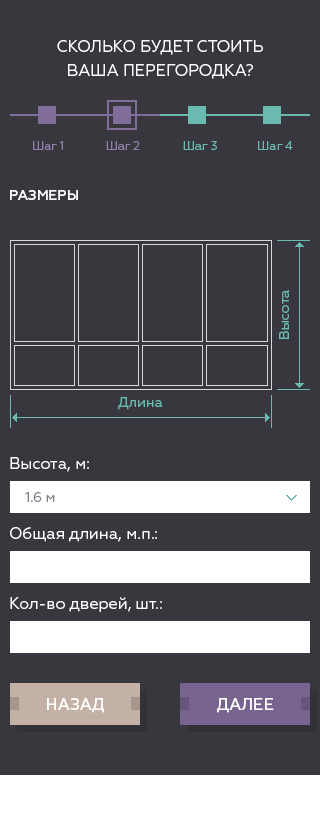 СКОЛЬКО БУДЕТ СТОИТЬ
ВАША ПЕРЕГОРОДКА?
Шаг 1 Шаг 2 Шаг 3 Шаг 4
РАЗМЕРЫ
Высота
Длина
Высота, м:
1.6 м
Общая длина, м.п.:
Кол-во дверей, шт.:
НАЗАД ДАЛЕЕ